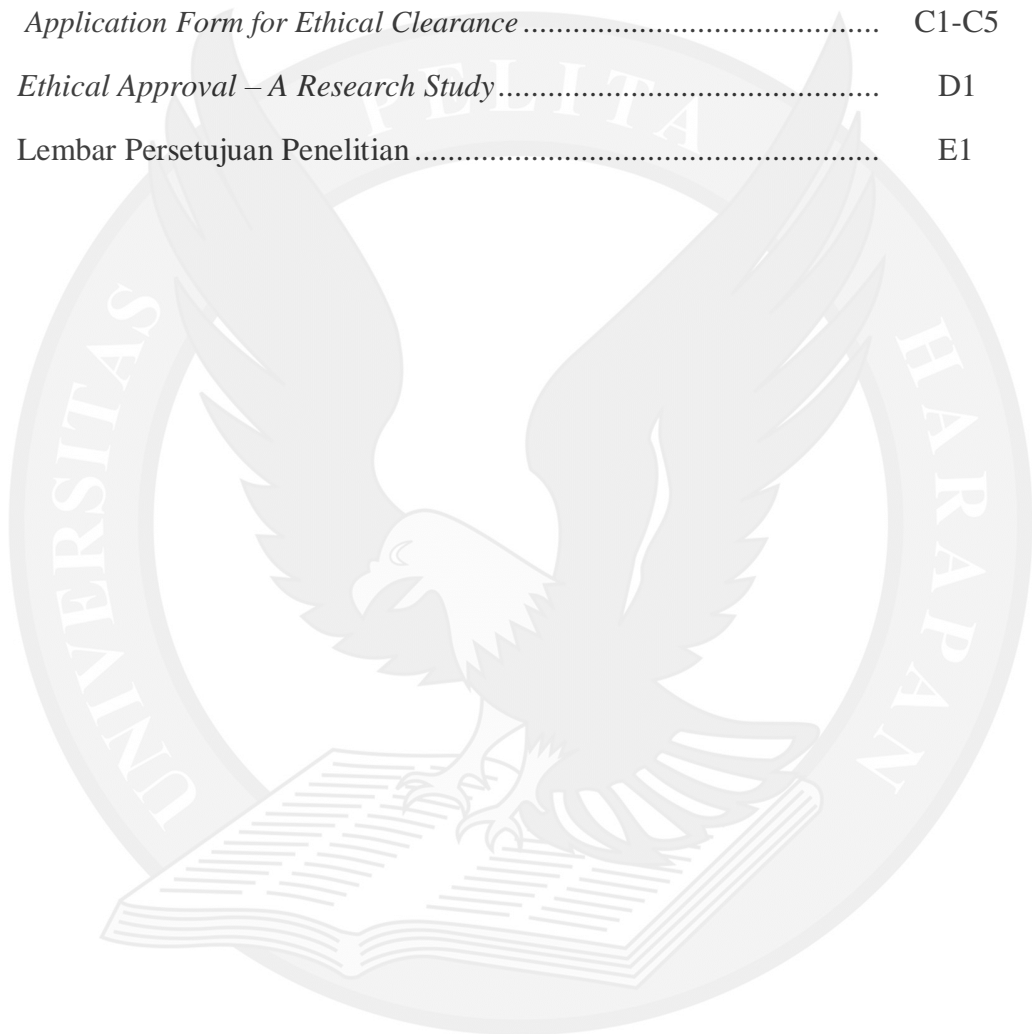 Application Form for Ethical Clearance ............................................ C1-C5
Ethical Approval – A Research Study ............................................... D1
Lembar Persetujuan Penelitian ......................................................... E1
UNIVERSITAS PELITA HARAPAN